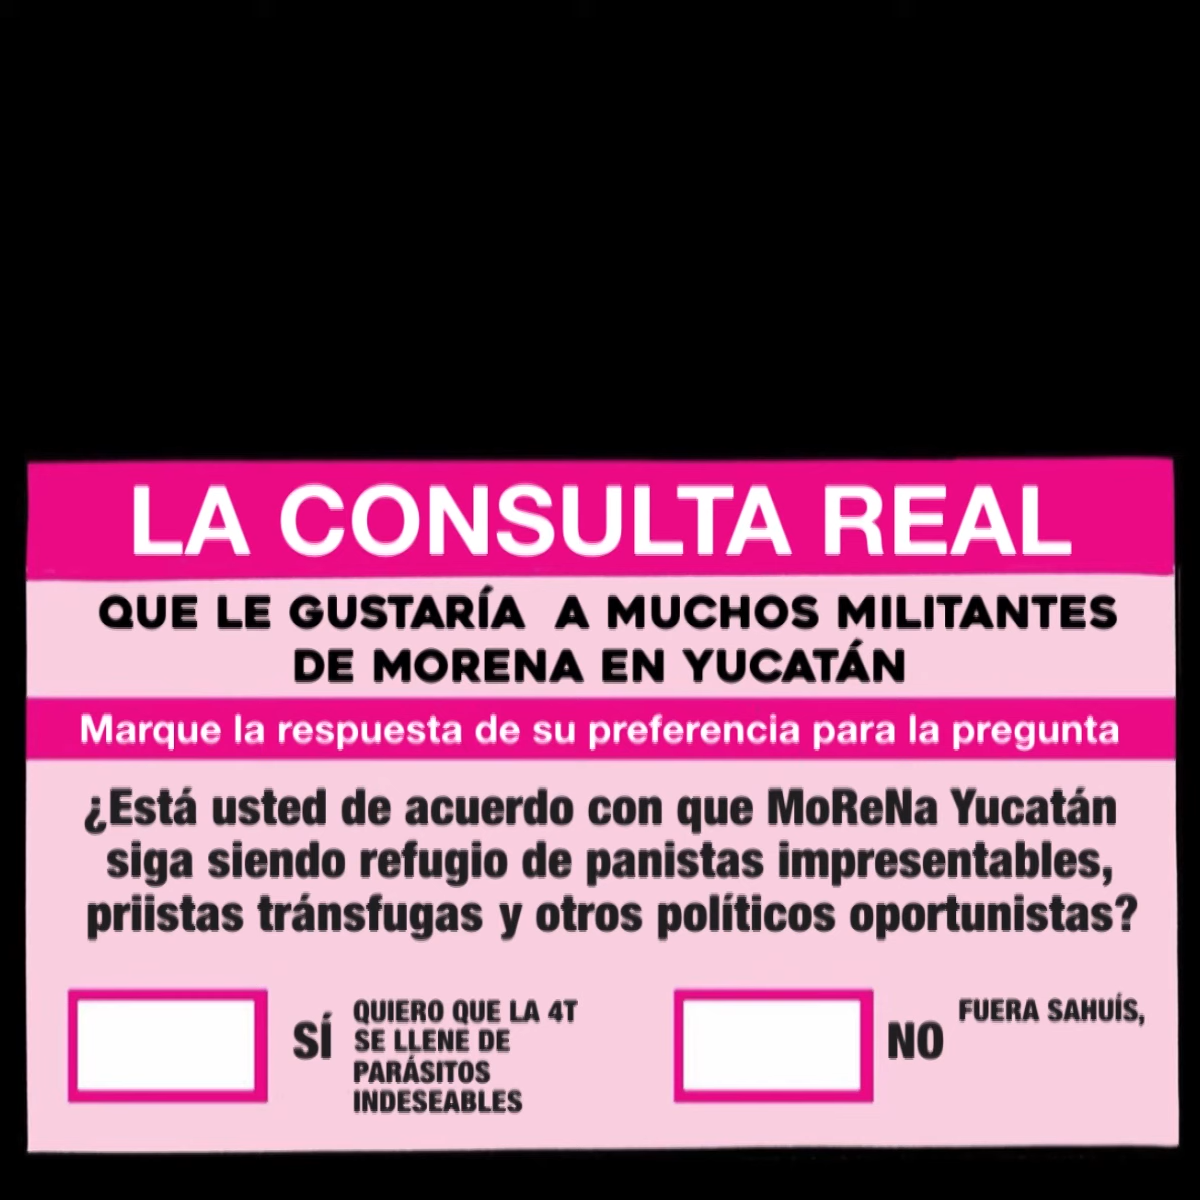 LA CONSULTA REAL
QUE LE GUSTARÍA A MUCHOS MILITANTES
DE MORENA EN YUCATÁN
Marque la respuesta de su preferencia para la pregunta
¿Está usted de acuerdo con que MoReNa Yucatán
siga siendo refugio de panistas impresentables,
priistas tránsfugas y otros políticos oportunistas?
SÍ
QUIERO QUE LA 4T
SE LLENE DE
PARÁSITOS
INDESEABLES
NO
FUERA SAHUÍS,